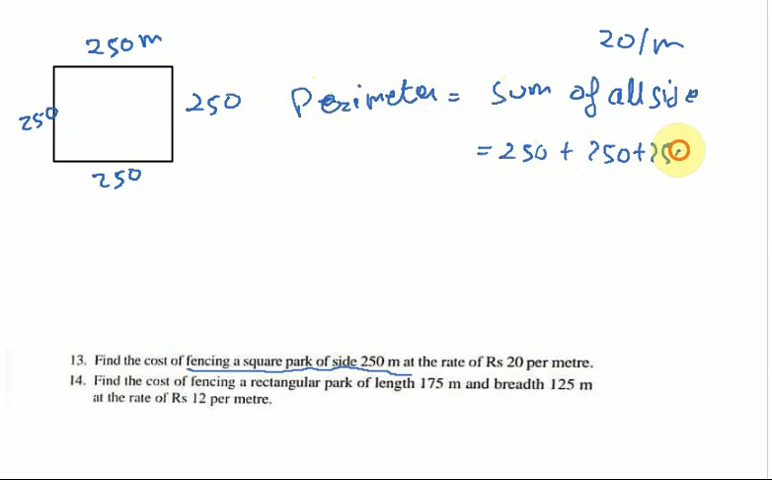 250 m
20/m
250
250
Perimeter = sum of all side
= 250 + 250+25
250
13. Find the cost of fencing a square park of side 250 m at the rate of Rs 20 per metre.
14. Find the cost of fencing a rectangular park of length 175 m and breadth 125 m
at the rate of Rs 12 per metre.